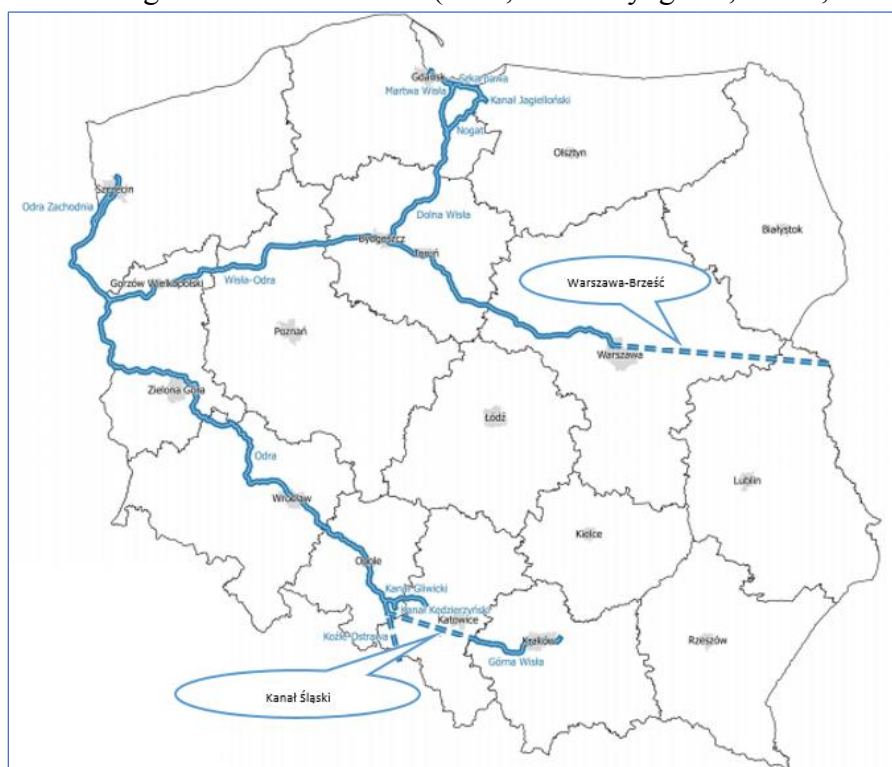 Gdańsk
Szkarpawa
Martwa Wisła
Kanał Jagielloński
Nogat
Olsztyn
Szczecin
Odra Zachodnia
Dolna Wisła
Białystok
Bydgoszcz
Toruń
Gorzów Wielkopolski
Wisła-Odra
Warszawa-Brześć
Poznań
Warszawa
Zielona Góra
Łódź
Odra
Lublin
Wrocław
Kielce
Opole
Kanał Gliwicki
Kanał Kędzierzyński
Katowice
Koźle-Ostrawa
Kraków
Rzeszów
Górna Wisła
Kanał Śląski